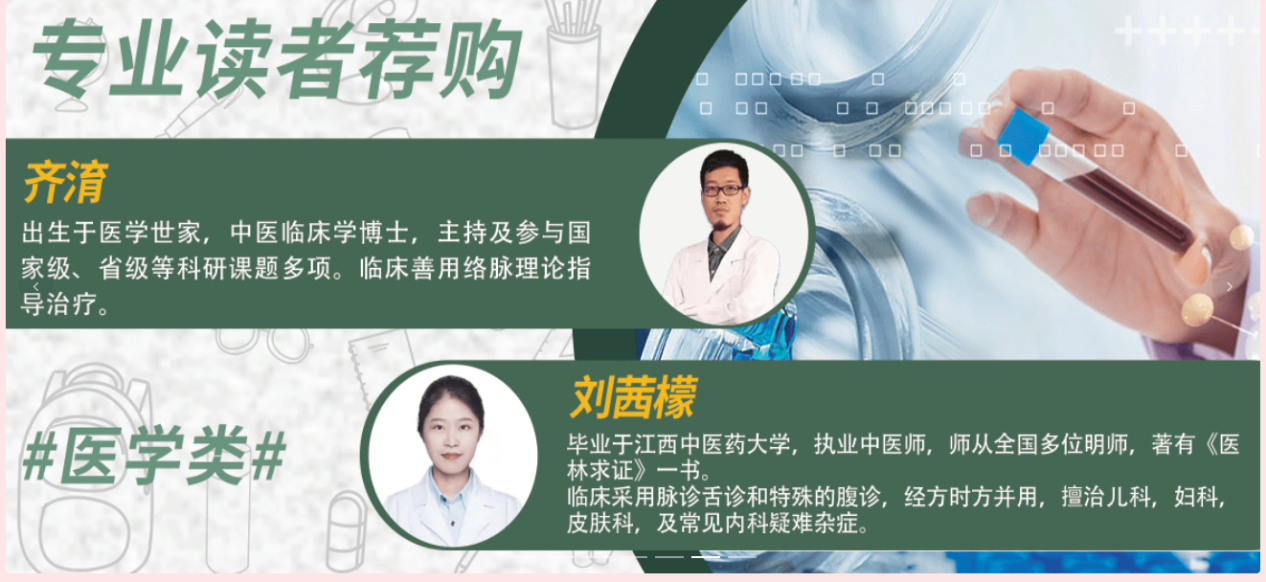 专业读者荐购
齐淯
出生于医学世家，中医临床学博士，主持及参与国
家级、省级等科研课题多项。临床善用络脉理论指
导治疗。
#医学类#
刘茜檬
毕业于江西中医药大学，执业中医师，师从全国多位明师，著有《医
林求证》一书。
临床采用脉诊舌诊和特殊的腹诊，经方时方并用，擅治儿科，妇科，
皮肤科，及常见内科疑难杂症。